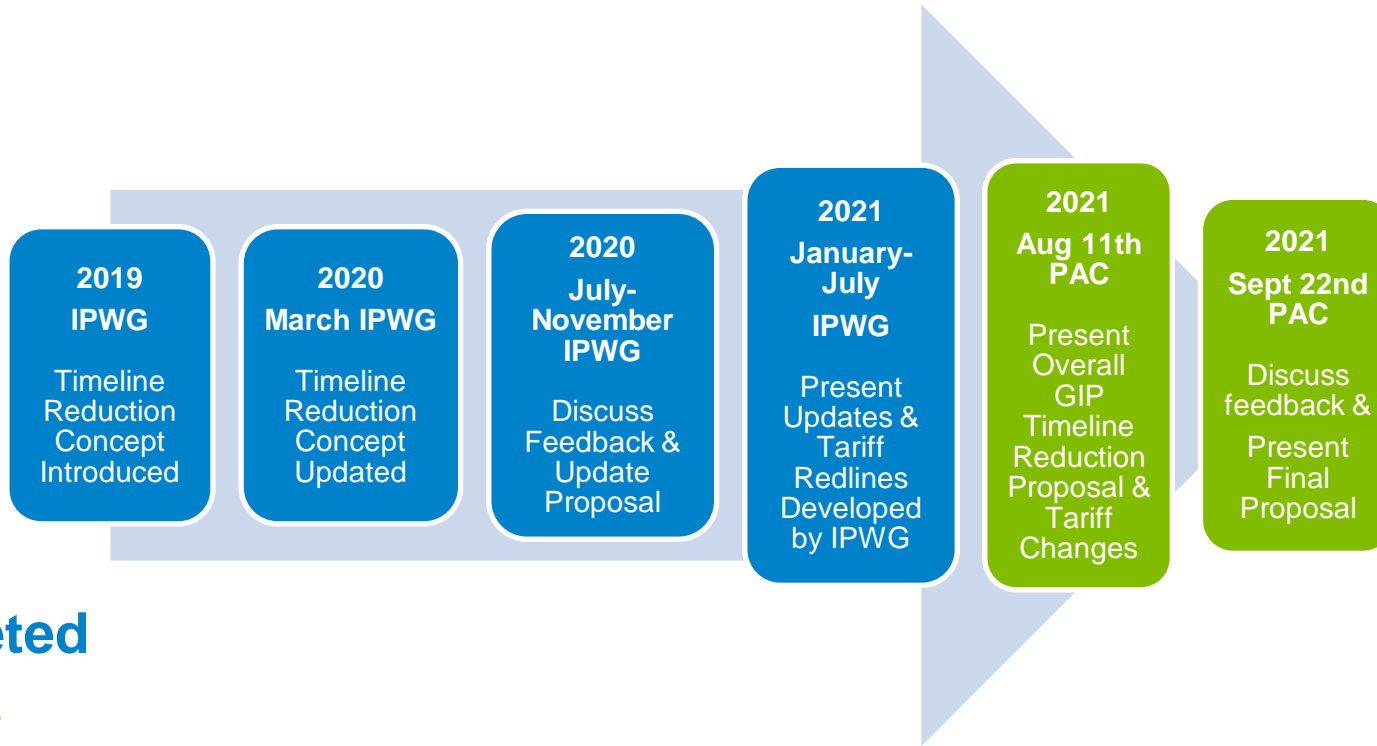 2019
IPWG
Timeline
Reduction
Concept
Introduced
2020
March IPWG
Timeline
Reduction
Concept
Updated
2020
July-
November
IPWG
Discuss
Feedback &
Update
Proposal
2021
January-
July
IPWG
Present
Updates &
Tariff
Redlines
Developed
by IPWG
2021
Aug 11th
PAC
Present
Overall
GIP
Timeline
Reduction
Proposal &
Tariff
Changes
2021
Sept 22nd
PAC
Discuss
feedback &
Present
Final
Proposal
eted